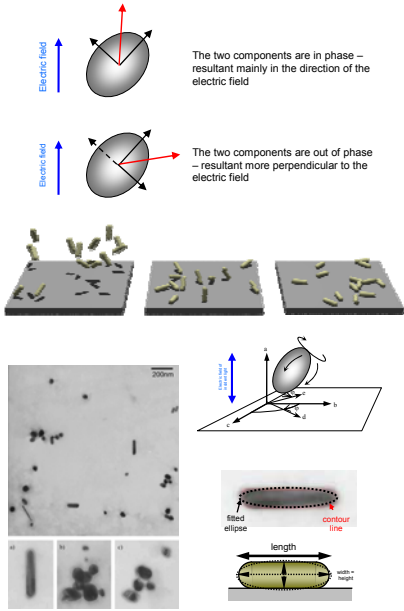 Electric field
The two components are in phase –
resultant mainly in the direction of the
electric field
Electric field
The two components are out of phase
– resultant more perpendicular to the
electric field
200nm
a
b
c
d
e
φ
a)
b)
c)
fitted
ellipse
contour
line
length
width =
height